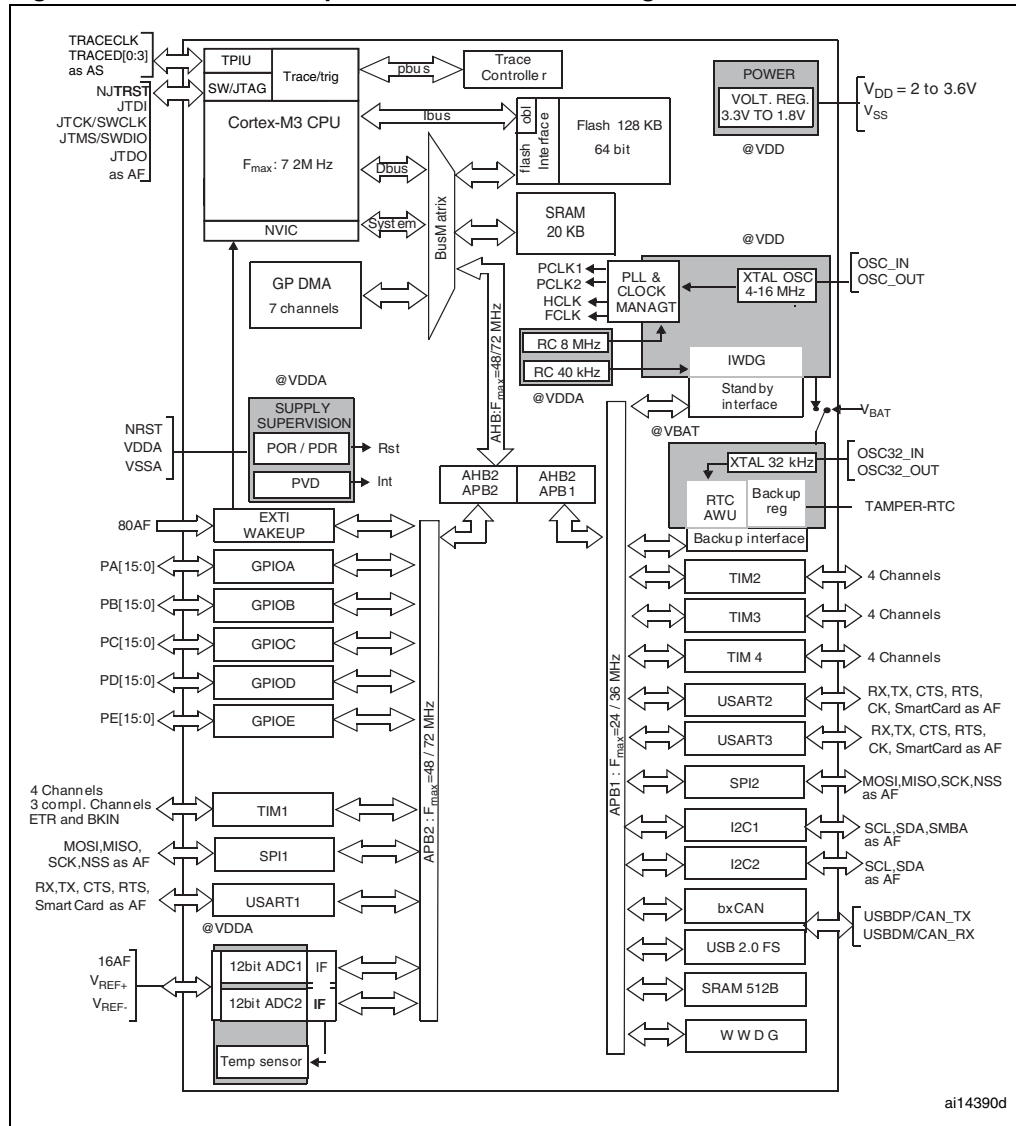 TRACECLK
TRACED[0:3]
as AS
NJTRST
JTDI
JTCK/SWCLK
JTMS/SWDIO
JTDO
as AF
TPIU
SW/JTAG
Trace/trig
Cortex-M3 CPU
Fmax: 7 2M Hz
NVIC
pbus
Trace
Controller
Ibus
Dbus
System
BusMatrix
flash obl
Interface
Flash 128 KB
64 bit
SRAM
20 KB
GP DMA
7 channels
AHB:Fmax=48/72 MHz
POWER
VOLT. REG.
3.3V TO 1.8V
@VDD
VDD = 2 to 3.6V
VSS
@VDD
PCLK1
PCLK2
HCLK
FCLK
PLL &
CLOCK
MANAGT
XTAL OSC
4-16 MHz
OSC_IN
OSC_OUT
RC 8 MHz
RC 40 kHz
@VDDA
IWDG
Standby
interface
VBAT
@VBAT
XTAL 32 kHz
OSC32_IN
OSC32_OUT
RTC
AWU
Backup
reg
TAMPER-RTC
Backup interface
@VDDA
SUPPLY
SUPERVISION
NRST
VDDA
VSSA
POR / PDR
Rst
PVD
Int
AHB2
APB2
AHB2
APB1
80AF
EXTI
WAKEUP
PA[15:0]
GPIOA
PB[15:0]
GPIOB
PC[15:0]
GPIOC
PD[15:0]
GPIOD
PE[15:0]
GPIOE
4 Channels
3 compl. Channels
ETR and BKIN
TIM1
MOSI,MISO,
SCK,NSS as AF
SPI1
RX,TX, CTS, RTS,
SmartCard as AF
USART1
@VDDA
16AF
VREF+
VREF-
12bit ADC1
IF
12bit ADC2
IF
Temp sensor
APB2 : Fmax=48 / 72 MHz
APB1 : Fmax=24 / 36 MHz
TIM2
4 Channels
TIM3
4 Channels
TIM 4
4 Channels
USART2
RX,TX, CTS, RTS,
CK, SmartCard as AF
USART3
RX,TX, CTS, RTS,
CK, SmartCard as AF
SPI2
MOSI,MISO,SCK,NSS
as AF
I2C1
SCL,SDA,SMBA
as AF
I2C2
SCL,SDA
as AF
bxCAN
USBDP/CAN_TX
USBDM/CAN_RX
USB 2.0 FS
SRAM 512B
W W D G
ai14390d